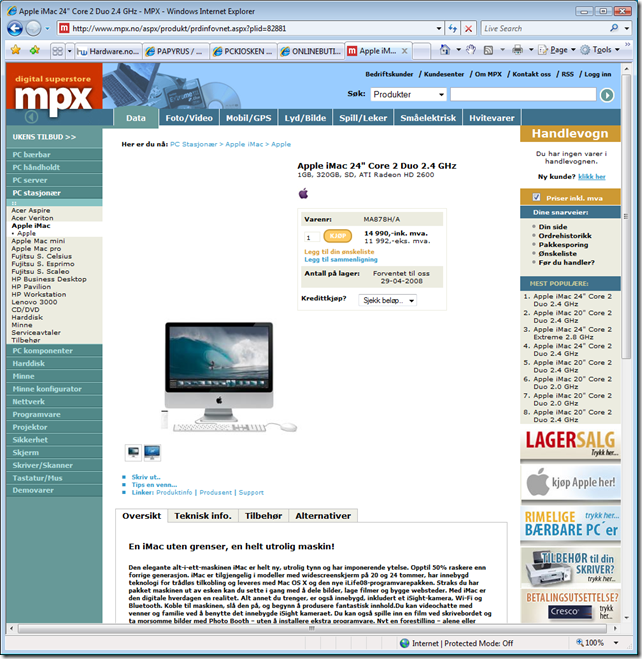 Apple iMac 24" Core 2 Duo 2.4 GHz - MPX - Windows Internet Explorer
http://www.mpx.no/aspx/produkt/prdinfovnet.aspx?plid=82881
Live Search
Hardware.no...
PAPYRUS / ...
PCKIOSKEN ...
ONLINEBUTI...
Apple iM...
Page
Tools
digital superstore
mpx
Bedriftskunder / Kundesenter / Om MPX / Kontakt oss / RSS / Logg inn
Søk: Produkter
Data
Foto/Video
Mobil/GPS
Lyd/Bilde
Spill/Leker
Småelektrisk
Hvitevarer
UKENS TILBUD >>
PC bærbar
PC håndholdt
PC server
PC stasjonær
Acer Aspire
Acer Veriton
Apple iMac
• Apple
Apple Mac mini
Apple Mac pro
Fujitsu S. Celsius
Fujitsu S. Esprimo
Fujitsu S. Scaleo
HP Business Desktop
HP Pavilion
HP Workstation
Lenovo 3000
CD/DVD
Harddisk
Minne
Serviceavtaler
Tilbehør
PC komponenter
Harddisk
Minne
Minne konfigurator
Nettverk
Programvare
Projektor
Sikkerhet
Skjerm
Skriver/Skanner
Tastatur/Mus
Demovarer
Her er du nå: PC Stasjonær > Apple iMac > Apple
Apple iMac 24" Core 2 Duo 2.4 GHz
1GB, 320GB, SD, ATI Radeon HD 2600
Varenr: MA878H/A
1 KJØP 14 990,-ink. mva.
11 992,-eks. mva.
Legg til din ønskeliste
Legg til sammenligning
Antall på lager: Forventet til oss
29-04-2008
Kredittkjøp? Sjekk beløp..
Skriv ut..
Tips en venn...
Linker: Produktinfo | Produsent | Support
Oversikt
Teknisk info.
Tilbehør
Alternativer
En iMac uten grenser, en helt utrolig maskin!
Den elegante alt-i-ett-maskinen iMac er helt ny, utrolig tynn og har imponerende ytelse. Opptil 50% raskere enn
forrige generasjon. iMac er tilgjengelig i modeller med widescreenskjerm på 20 og 24 tommer, har innebygd
teknologi for trådløs tilkobling og leveres med Mac OS X og den nye iLife08-programvarepakken. Straks du har
pakket maskinen ut av esken kan du sette i gang med å dele bilder, lage filmer og bygge websteder. Med iMac er
den digitale hverdagen en realitet. Alt annet du trenger, er også innebygd, inkludert et iSight-kamera, Wi-Fi og
Bluetooth. Koble til maskinen, slå den på, og begynn å produsere fantastisk innhold.Du kan videochatte med
venner og familie ved å benytte det innebygde iSight kameraet. Du kan også spille inn en film ved skrivebordet og
ta morsomme bilder med Photo Booth – uten å installere ekstra programvare. Nyt en forestilling – alene eller
Handlevogn
Du har ingen varer i
handlevognen.
Ny kunde? klikk her
Priser inkl. mva
Dine snarveier:
Din side
Ordrehistorikk
Pakkesporing
Ønskeliste
Før du handler?
MEST POPULÆRE:
1. Apple iMac 24" Core 2
Duo 2.4 GHz
2. Apple iMac 20" Core 2
Duo 2.4 GHz
3. Apple iMac 24" Core 2
Extreme 2.8 GHz
4. Apple iMac 24" Core 2
Duo 2.4 GHz
5. Apple iMac 20" Core 2
Duo 2.4 GHz
6. Apple iMac 20" Core 2
Duo 2.0 GHz
7. Apple iMac 20" Core 2
Duo 2.0 GHz
8. Apple iMac 20" Core 2
Duo 2.4 GHz
LAGERSALG
Trykk her...
kjøp Apple her!
RIMELIGE trykk her...
BÆRBARE PC´er
TILBEHØR til din
SKRIVER?
Trykk her...
BETALINGSUTSETTELSE?
Cresco trykk her...
Internet | Protected Mode: Off
100%